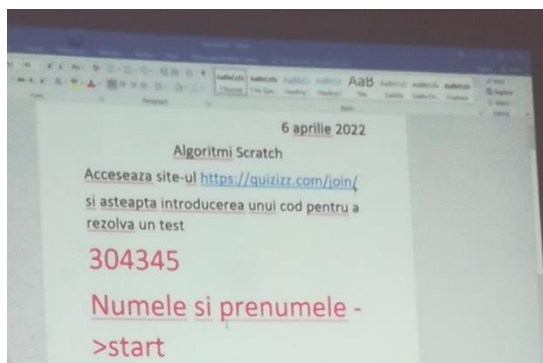 AaB
6 aprilie 2022
Algoritmi Scratch
Acceseaza site-ul https://quizizz.com/join/
si asteapta introducerea unui cod pentru a
rezolva un test
304345
Numele si prenumele -
>start